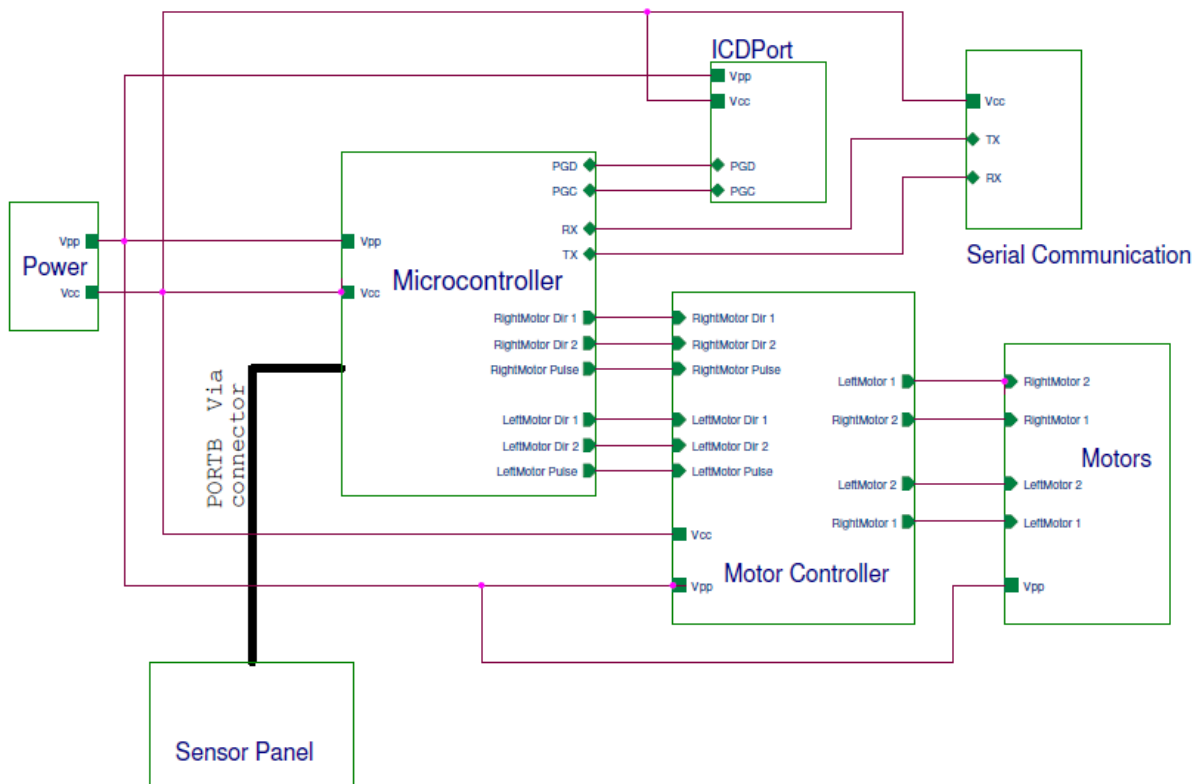 ICDPort
Vpp
Vcc
PGD
PGC
Vcc
TX
RX
Serial Communication
PGD
PGC
RX
TX
Vpp
Vcc
Microcontroller
RightMotor Dir 1
RightMotor Dir 2
RightMotor Pulse
LeftMotor Dir 1
LeftMotor Dir 2
LeftMotor Pulse
Vpp
Power
Vcc
PORTB Via
connector
RightMotor Dir 1
RightMotor Dir 2
RightMotor Pulse
LeftMotor Dir 1
LeftMotor Dir 2
LeftMotor Pulse
Vcc
Vpp
LeftMotor 1
RightMotor 2
LeftMotor 2
RightMotor 1
Motor Controller
RightMotor 2
RightMotor 1
Motors
LeftMotor 2
LeftMotor 1
Vpp
Sensor Panel